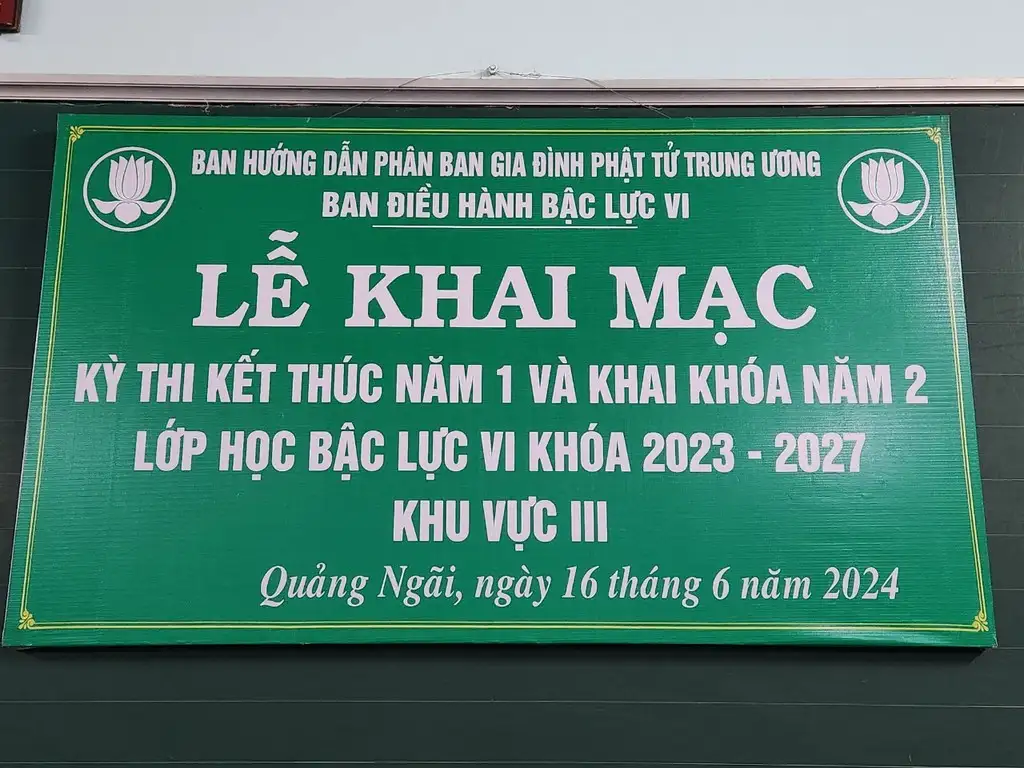 BAN HƯỚNG DẪN PHÂN BAN GIA ĐÌNH PHẬT TỬ TRUNG ƯƠNG
BAN ĐIỀU HÀNH BẬC LỰC VI
LỄ KHAI MẠC
KỲ THI KẾT THÚC NĂM 1 VÀ KHAI KHÓA NĂM 2
LỚP HỌC BẬC LỰC VI KHÓA 2023 - 2027
KHU VỰC III
Quảng Ngãi, ngày 16 tháng 6 năm 2024